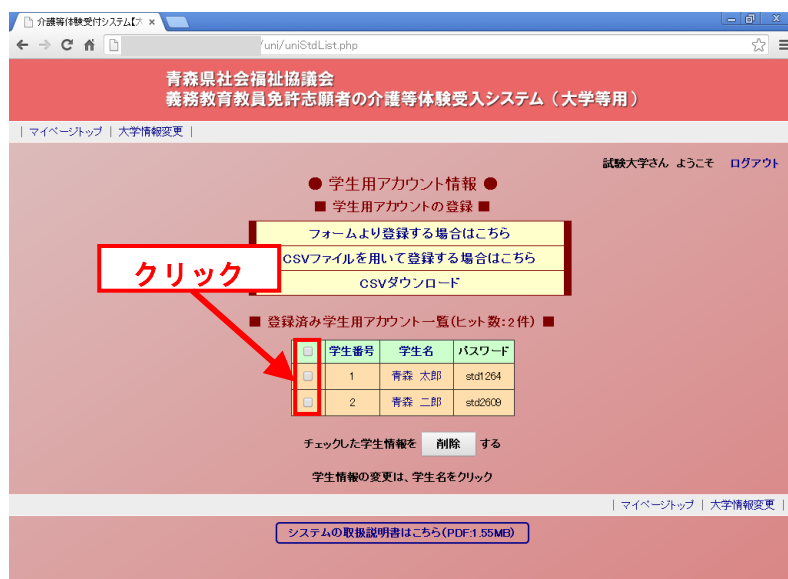 介護等体験受付システム【大
/uni/uniStdList.php
青森県社会福祉協議会
義務教育教員免許志願者の介護等体験受入システム（大学等用）
| マイページトップ | 大学情報変更 |
試験大学さん ようこそ ログアウト
● 学生用アカウント情報 ●
■ 学生用アカウントの登録 ■
フォームより登録する場合はこちら
CSVファイルを用いて登録する場合はこちら
CSVダウンロード
クリック
■ 登録済み学生用アカウント一覧(ヒット数:2件) ■
学生番号 学生名 パスワード
1 青森 太郎 std1264
2 青森 二郎 std2609
チェックした学生情報を 削除 する
学生情報の変更は、学生名をクリック
| マイページトップ | 大学情報変更 |
システムの取扱説明書はこちら(PDF:1.55MB)